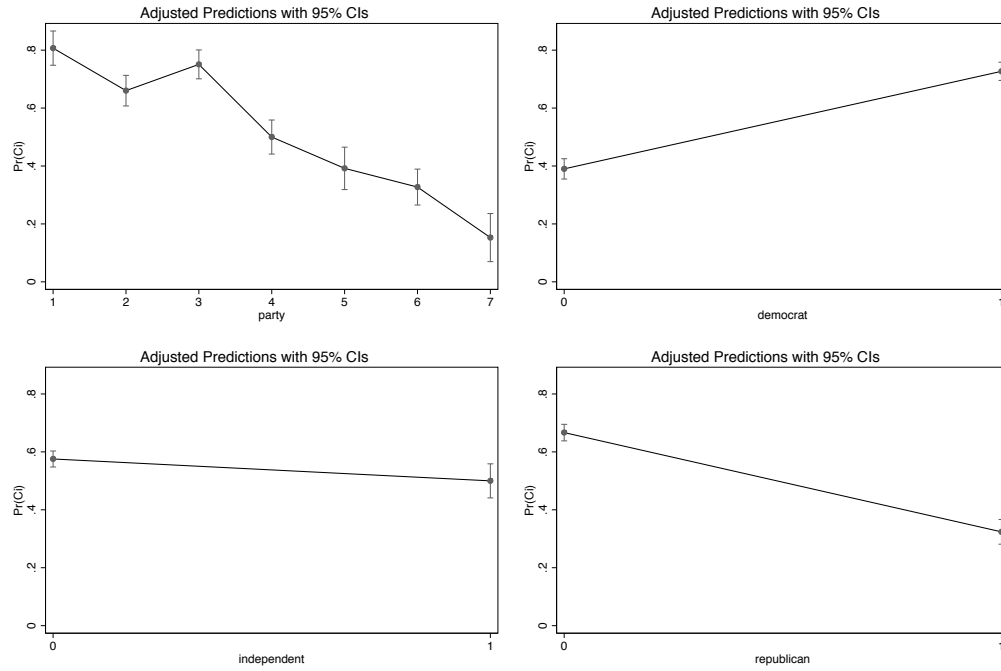 Adjusted Predictions with 95% CIs
Pr(Ci)
.8
.6
.4
.2
0
1 2 3 4 5 6 7
party
Adjusted Predictions with 95% CIs
Pr(Ci)
.8
.6
.4
.2
0
0 1
democrat
Adjusted Predictions with 95% CIs
Pr(Ci)
.8
.6
.4
.2
0
0 1
independent
Adjusted Predictions with 95% CIs
Pr(Ci)
.8
.6
.4
.2
0
0 1
republican